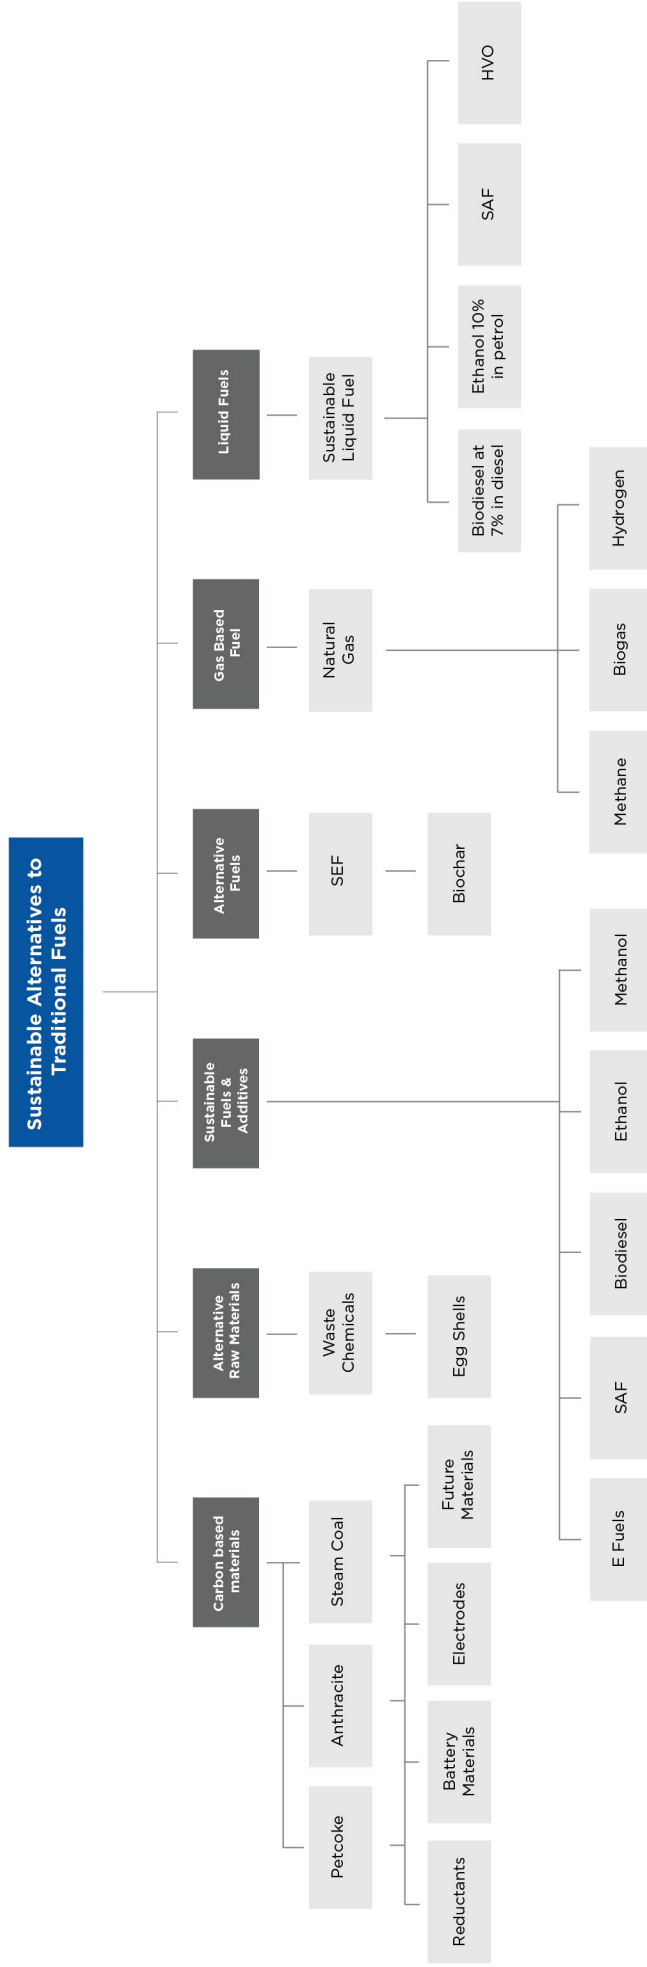 Sustainable Alternatives to
Traditional Fuels
Carbon based
materials
Alternative
Raw Materials
Sustainable
Fuels &
Additives
Alternative
Fuels
Gas Based
Fuel
Liquid Fuels
Petcoke
Anthracite
Steam Coal
Waste
Chemicals
SEF
Natural
Gas
Sustainable
Liquid Fuel
Reductants
Battery
Materials
Electrodes
Future
Materials
Egg Shells
Biochar
Biodiesel at
7% in diesel
Ethanol 10%
in petrol
SAF
HVO
E Fuels
SAF
Biodiesel
Ethanol
Methanol
Methane
Biogas
Hydrogen